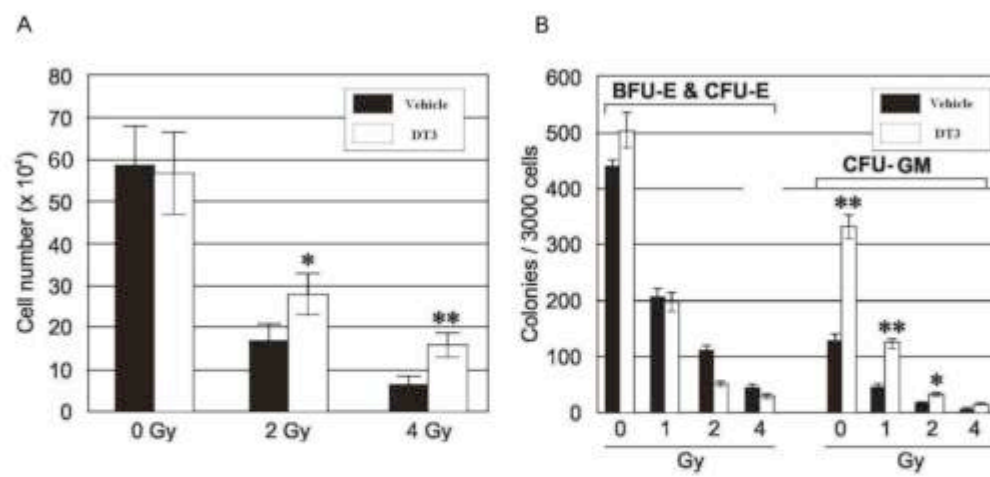 A
80
70
60
50
40
30
20
10
0
Cell number (x 10⁴)
Vehicle
DT3
*
**
0 Gy
2 Gy
4 Gy
B
600
500
400
300
200
100
0
Colonies / 3000 cells
BFU-E & CFU-E
Vehicle
DT3
CFU-GM
**
**
*
0 1 2 4 0 1 2 4
Gy Gy